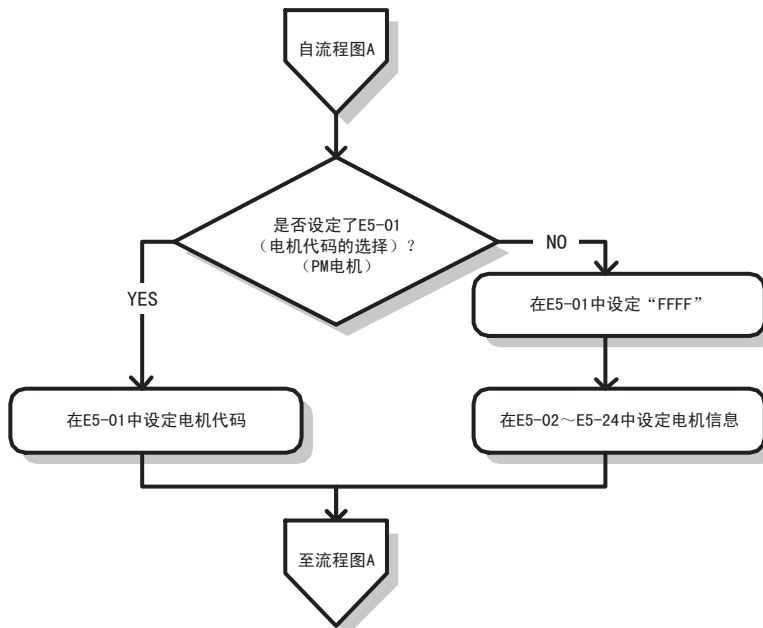 自流程图A
是否设定了E5-01
（电机代码的选择）？
（PM电机）
NO
YES
在E5-01中设定“FFFF”
在E5-01中设定电机代码
在E5-02～E5-24中设定电机信息
至流程图A